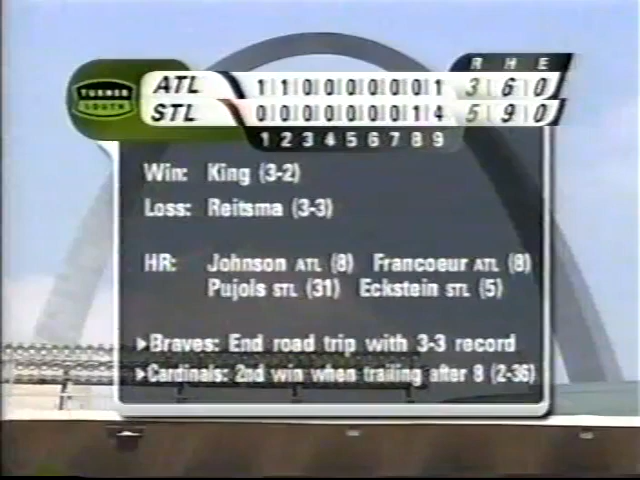 TURNER SOUTH
R H E
ATL 1 1 0 0 0 0 0 0 1 3 6 0
STL 0 0 0 0 0 0 0 1 4 5 9 0
1 2 3 4 5 6 7 8 9
Win: King (3-2)
Loss: Reitsma (3-3)
HR: Johnson ATL (8) Francoeur ATL (8)
Pujols STL (31) Eckstein STL (5)
▸Braves: End road trip with 3-3 record
▸Cardinals: 2nd win when trailing after 8 (2-36)